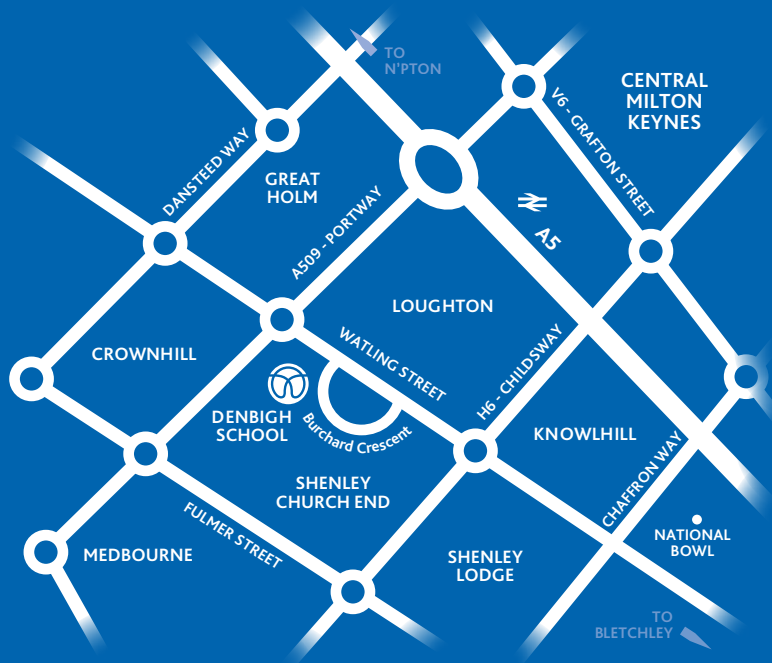 TO
N'PTON
CENTRAL
MILTON
KEYNES
V6 - GRAFTON STREET
DANSTEED WAY
GREAT
HOLM
A509 - PORTWAY
A5
LOUGHTON
WATLING STREET
CROWNHILL
H6 - CHILDSWAY
DENBIGH
SCHOOL
Burchard Crescent
KNOWLHILL
CHAFFRON WAY
SHENLEY
CHURCH END
FULMER STREET
NATIONAL
BOWL
MEDBOURNE
SHENLEY
LODGE
TO
BLETCHLEY